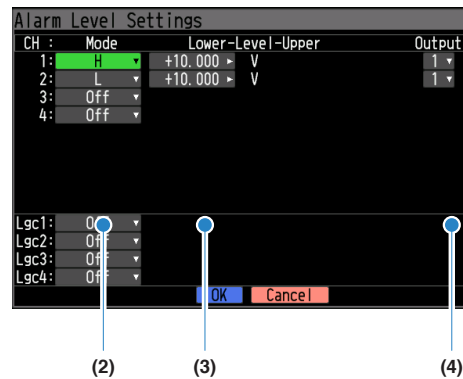 Alarm Level Settings
CH : Mode Lower-Level-Upper Output
1: H +10.000 V 1
2: L +10.000 V 1
3: Off
4: Off
Lgc1: Off
Lgc2: Off
Lgc3: Off
Lgc4: Off
OK Cancel
(2) (3) (4)